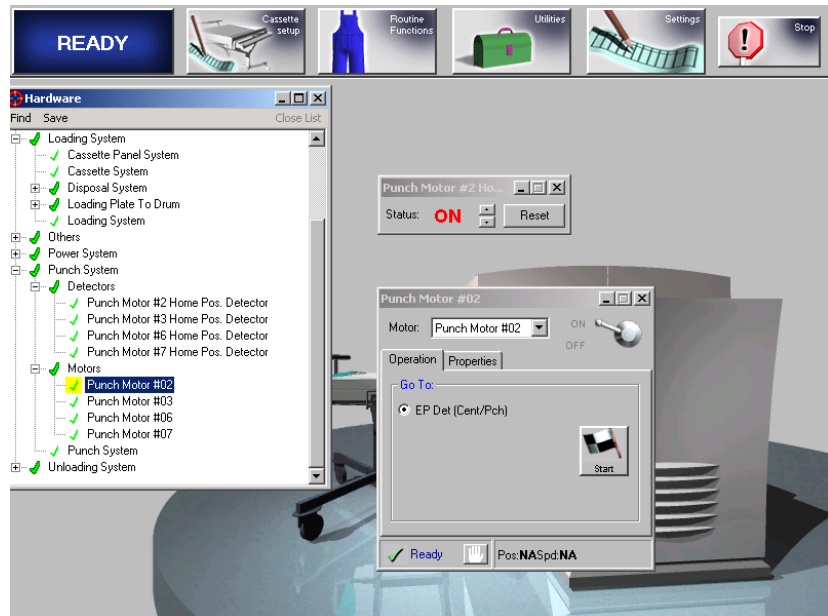 READY
Cassette
setup
Routine
Functions
Utilities
Settings
Stop
Hardware
Find Save Close List
Loading System
Cassette Panel System
Cassette System
Disposal System
Loading Plate To Drum
Loading System
Others
Power System
Punch System
Detectors
Punch Motor #2 Home Pos. Detector
Punch Motor #3 Home Pos. Detector
Punch Motor #6 Home Pos. Detector
Punch Motor #7 Home Pos. Detector
Motors
Punch Motor #02
Punch Motor #03
Punch Motor #06
Punch Motor #07
Punch System
Unloading System
Punch Motor #2 Ho...
Status: ON Reset
Punch Motor #02
Motor: Punch Motor #02 ON
OFF
Operation Properties
Go To:
EP Det (Cent/Pch)
Start
Ready Pos:NASpd:NA